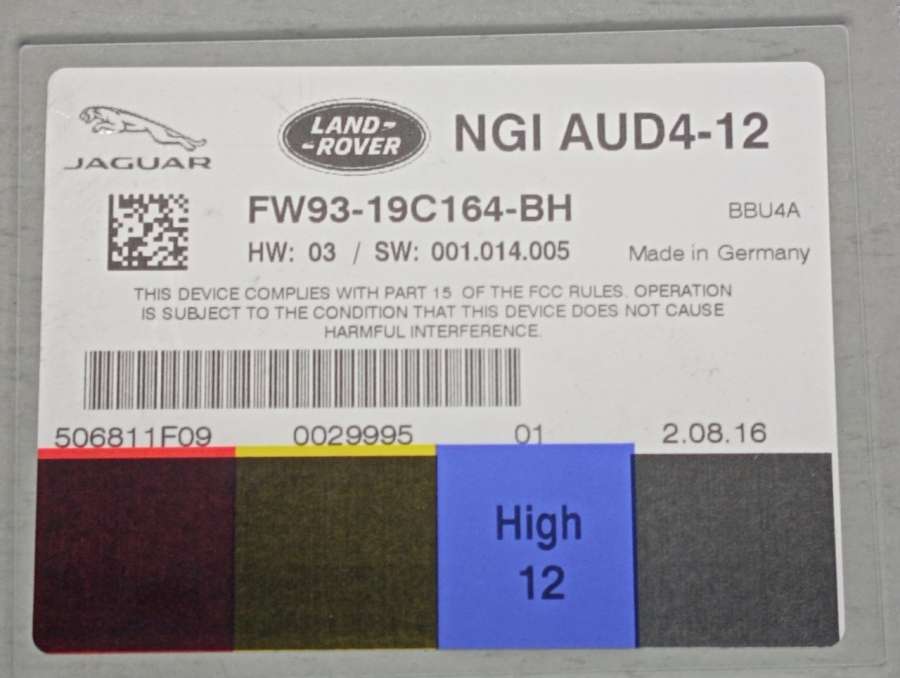 JAGUAR
LAND-
-ROVER
NGI AUD4-12
FW93-19C164-BH
BBU4A
HW: 03 / SW: 001.014.005
Made in Germany
THIS DEVICE COMPLIES WITH PART 15 OF THE FCC RULES. OPERATION
IS SUBJECT TO THE CONDITION THAT THIS DEVICE DOES NOT CAUSE
HARMFUL INTERFERENCE.
506811F09 0029995 01 2.08.16
High
12